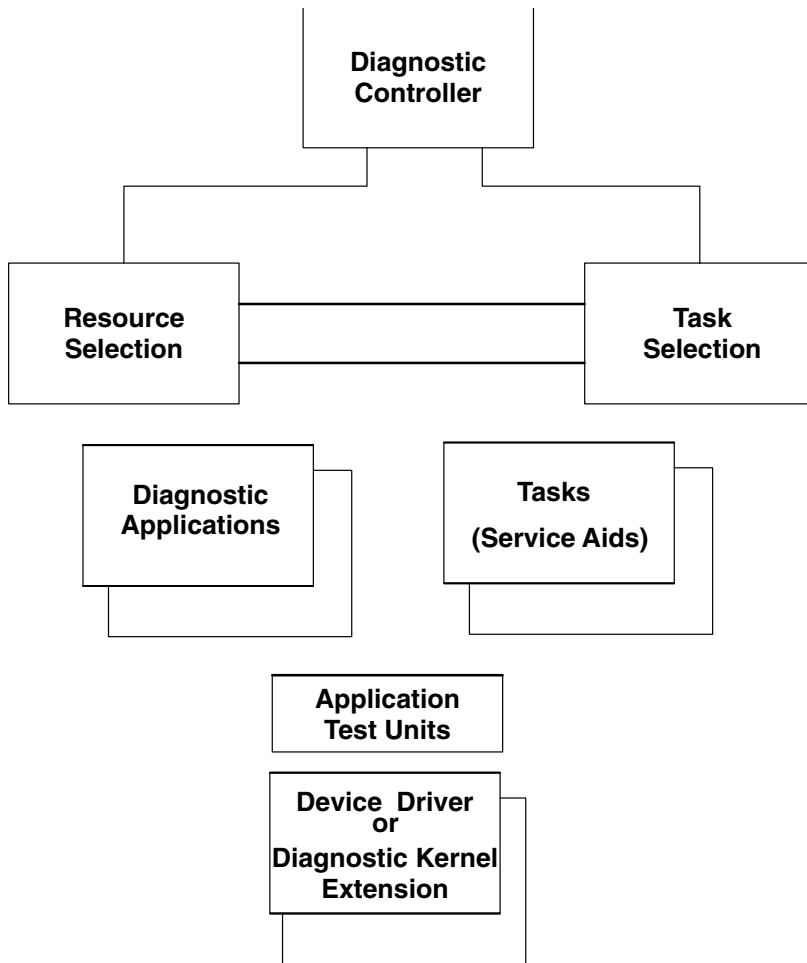 Diagnostic
Controller
Resource
Selection
Task
Selection
Diagnostic
Applications
Tasks
(Service Aids)
Application
Test Units
Device Driver
or
Diagnostic Kernel
Extension